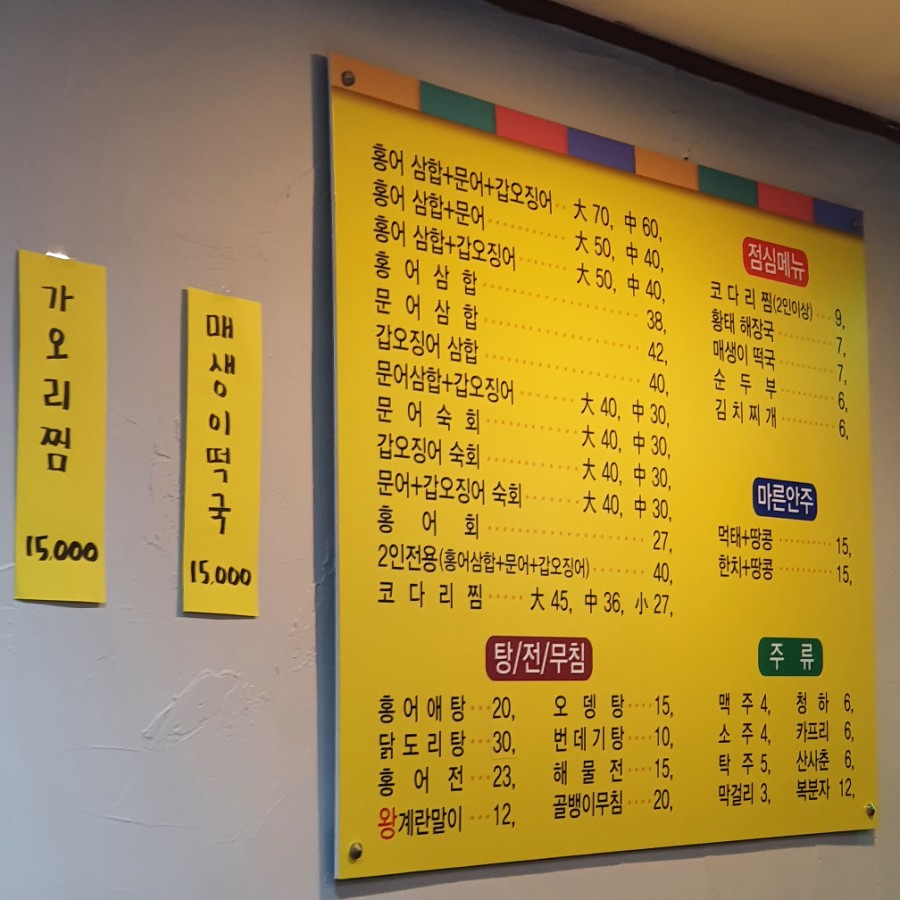 가오리찜
15,000
매생이떡국
15,000
홍어 삼합+문어+갑오징어·· 大 70, 中 60,
홍어 삼합+문어········· 大 50, 中 40,
홍어 삼합+갑오징어······ 大 50, 中 40,
홍 어 삼 합················ 38,
문 어 삼 합················ 42,
갑오징어 삼합················ 40,
문어삼합+갑오징어······ 大 40, 中 30,
문 어 숙 회········· 大 40, 中 30,
갑오징어 숙회········· 大 40, 中 30,
문어+갑오징어 숙회······ 大 40, 中 30,
홍 어 회················ 27,
2인전용(홍어삼합+문어+갑오징어)······ 40,
코 다 리 찜····· 大 45, 中 36, 小 27,
점심메뉴
코 다 리 찜(2인이상)··· 9,
황태 해장국········ 7,
매생이 떡국········ 7,
순 두 부········ 6,
김 치 찌 개········ 6,
마른안주
먹태+땅콩········ 15,
한치+땅콩········ 15,
탕/전/무침
홍 어 애 탕···20,
닭 도 리 탕···30,
홍 어 전···23,
왕계란말이···12,
오 뎅 탕····15,
번 데 기 탕····10,
해 물 전····15,
골뱅이무침····20,
주 류
맥 주 4,
소 주 4,
탁 주 5,
막걸리 3,
청 하 6,
카프리 6,
산사춘 6,
복분자 12,